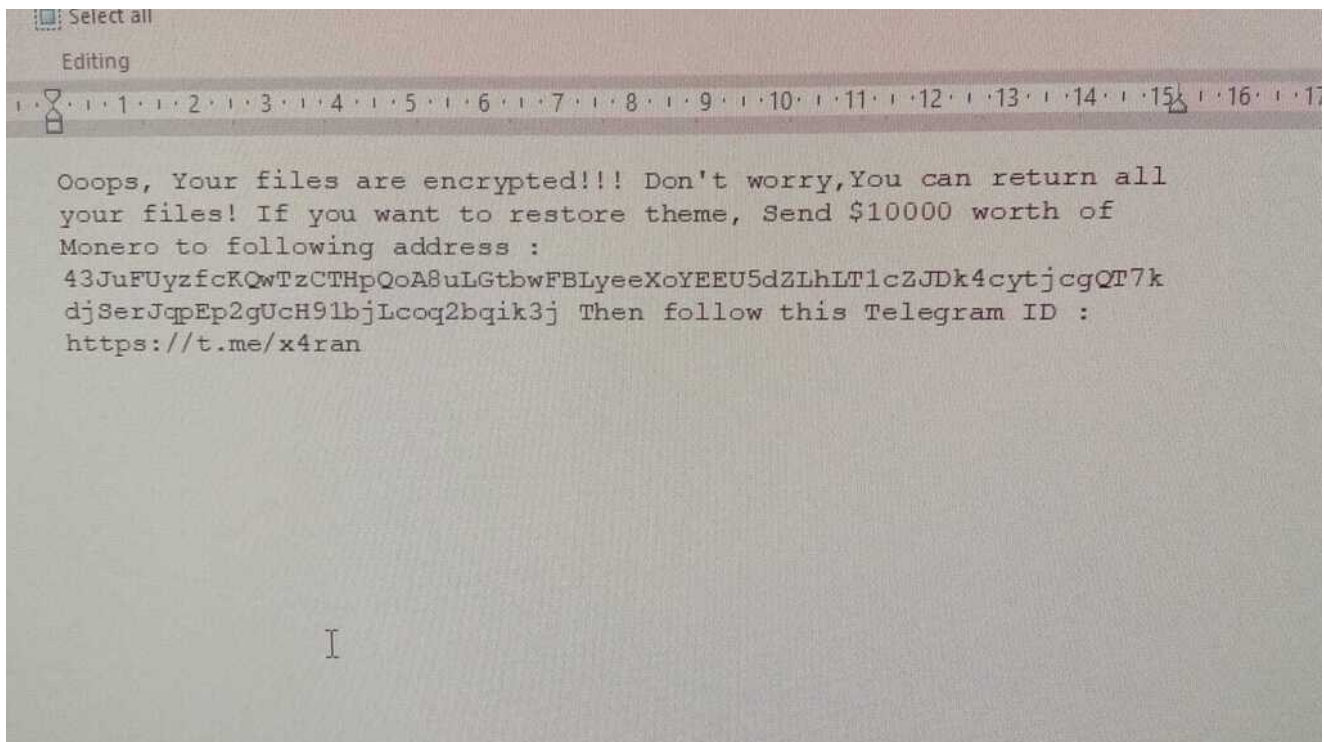 Select all
Editing
1 2 3 4 5 6 7 8 9 10 11 12 13 14 15 16 17
Ooops, Your files are encrypted!!! Don't worry,You can return all
your files! If you want to restore theme, Send $10000 worth of
Monero to following address :
43JuFUyzfcKQwTzCTHpQoA8uLGtbwFBLyeeXoYEEU5dZLhLT1cZJDk4cytjcgQT7k
djSerJqpEp2gUcH91bjLcoq2bqik3j Then follow this Telegram ID :
https://t.me/x4ran